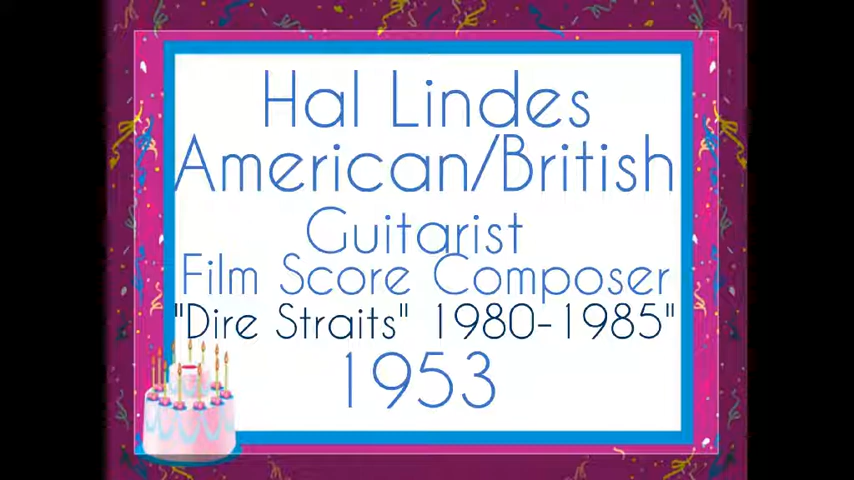 Hal Lindes
American/British
Guitarist
Film Score Composer
"Dire Straits" 1980-1985"
1953